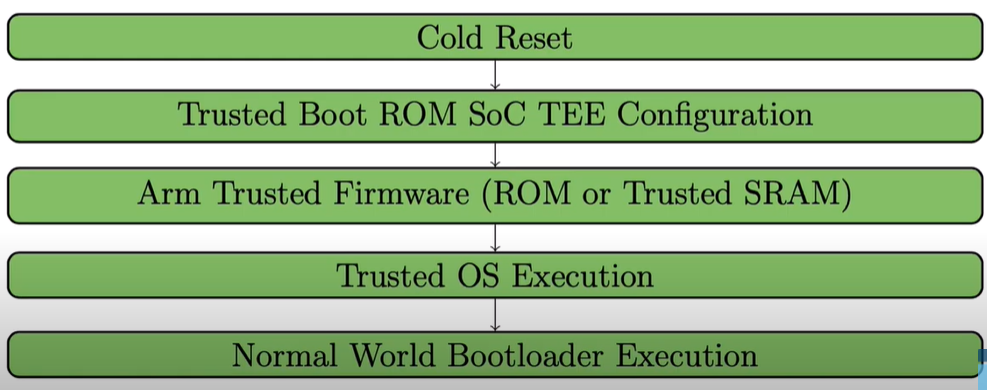 Cold Reset
Trusted Boot ROM SoC TEE Configuration
Arm Trusted Firmware (ROM or Trusted SRAM)
Trusted OS Execution
Normal World Bootloader Execution